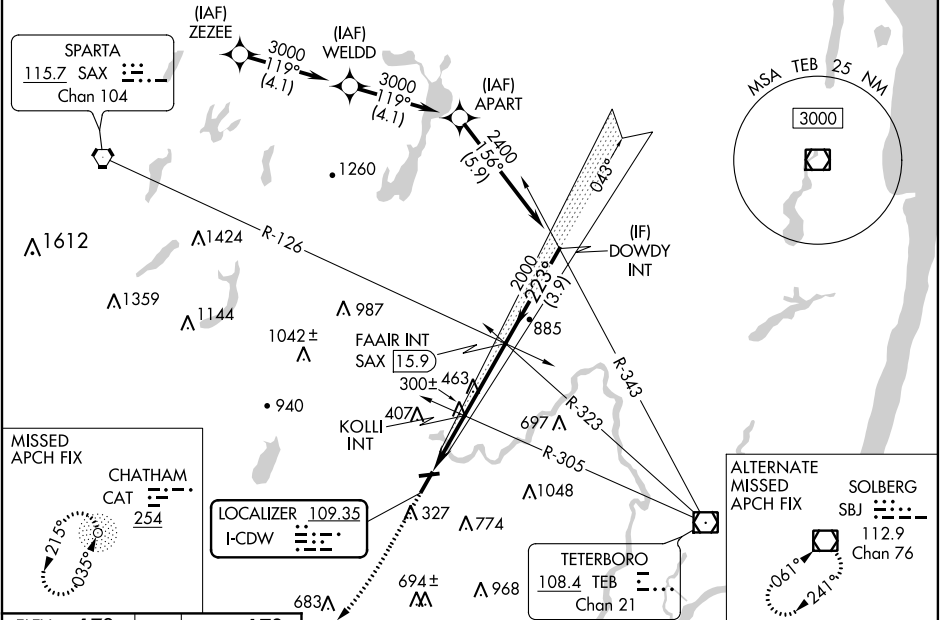 (IAF)
ZEZEE
3000
119°
(4.1)
(IAF)
WELDD
3000
119°
(4.1)
(IAF)
APART
2400
156°
(5.9)
SPARTA
115.7 SAX
Chan 104
MSA TEB 25 NM
3000
043°
1260
(IF)
DOWDY
INT
1612
1424
R-126
2000
223°
(3.9)
1359
1144
987
885
1042±
FAAIR INT
SAX 15.9
R-343
300±
463
940
407
KOLLI
INT
697
R-323
R-305
MISSED
APCH FIX
CHATHAM
CAT
254
215°
035°
LOCALIZER 109.35
I-CDW
327
774
1048
694±
683
968
TETERBORO
108.4 TEB
Chan 21
ALTERNATE
MISSED
APCH FIX
SOLBERG
SBJ
112.9
Chan 76
061°
241°